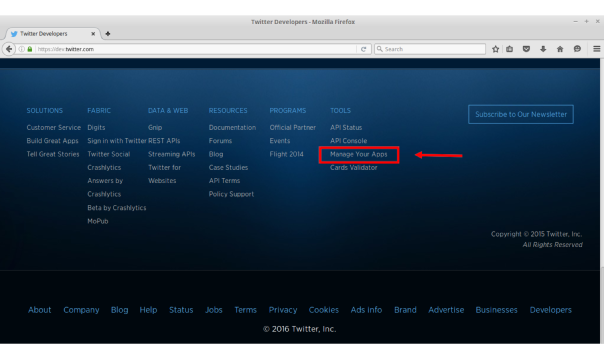 Twitter Developers - Mozilla Firefox
Twitter Developers
https://dev.twitter.com
Search
SOLUTIONS FABRIC DATA & WEB RESOURCES PROGRAMS TOOLS
Subscribe to Our Newsletter
Customer Service Digits Gnip Documentation Official Partner API Status
Build Great Apps Sign in with Twitter REST APIs Forums Events API Console
Tell Great Stories Twitter Social Streaming APIs Blog Flight 2014 Manage Your Apps
Crashlytics Twitter for Case Studies Cards Validator
Answers by Websites API Terms
Crashlytics Policy Support
Beta by Crashlytics
MoPub
Copyright © 2015 Twitter, Inc.
All Rights Reserved
About Company Blog Help Status Jobs Terms Privacy Cookies Ads info Brand Advertise Businesses Developers
© 2016 Twitter, Inc.